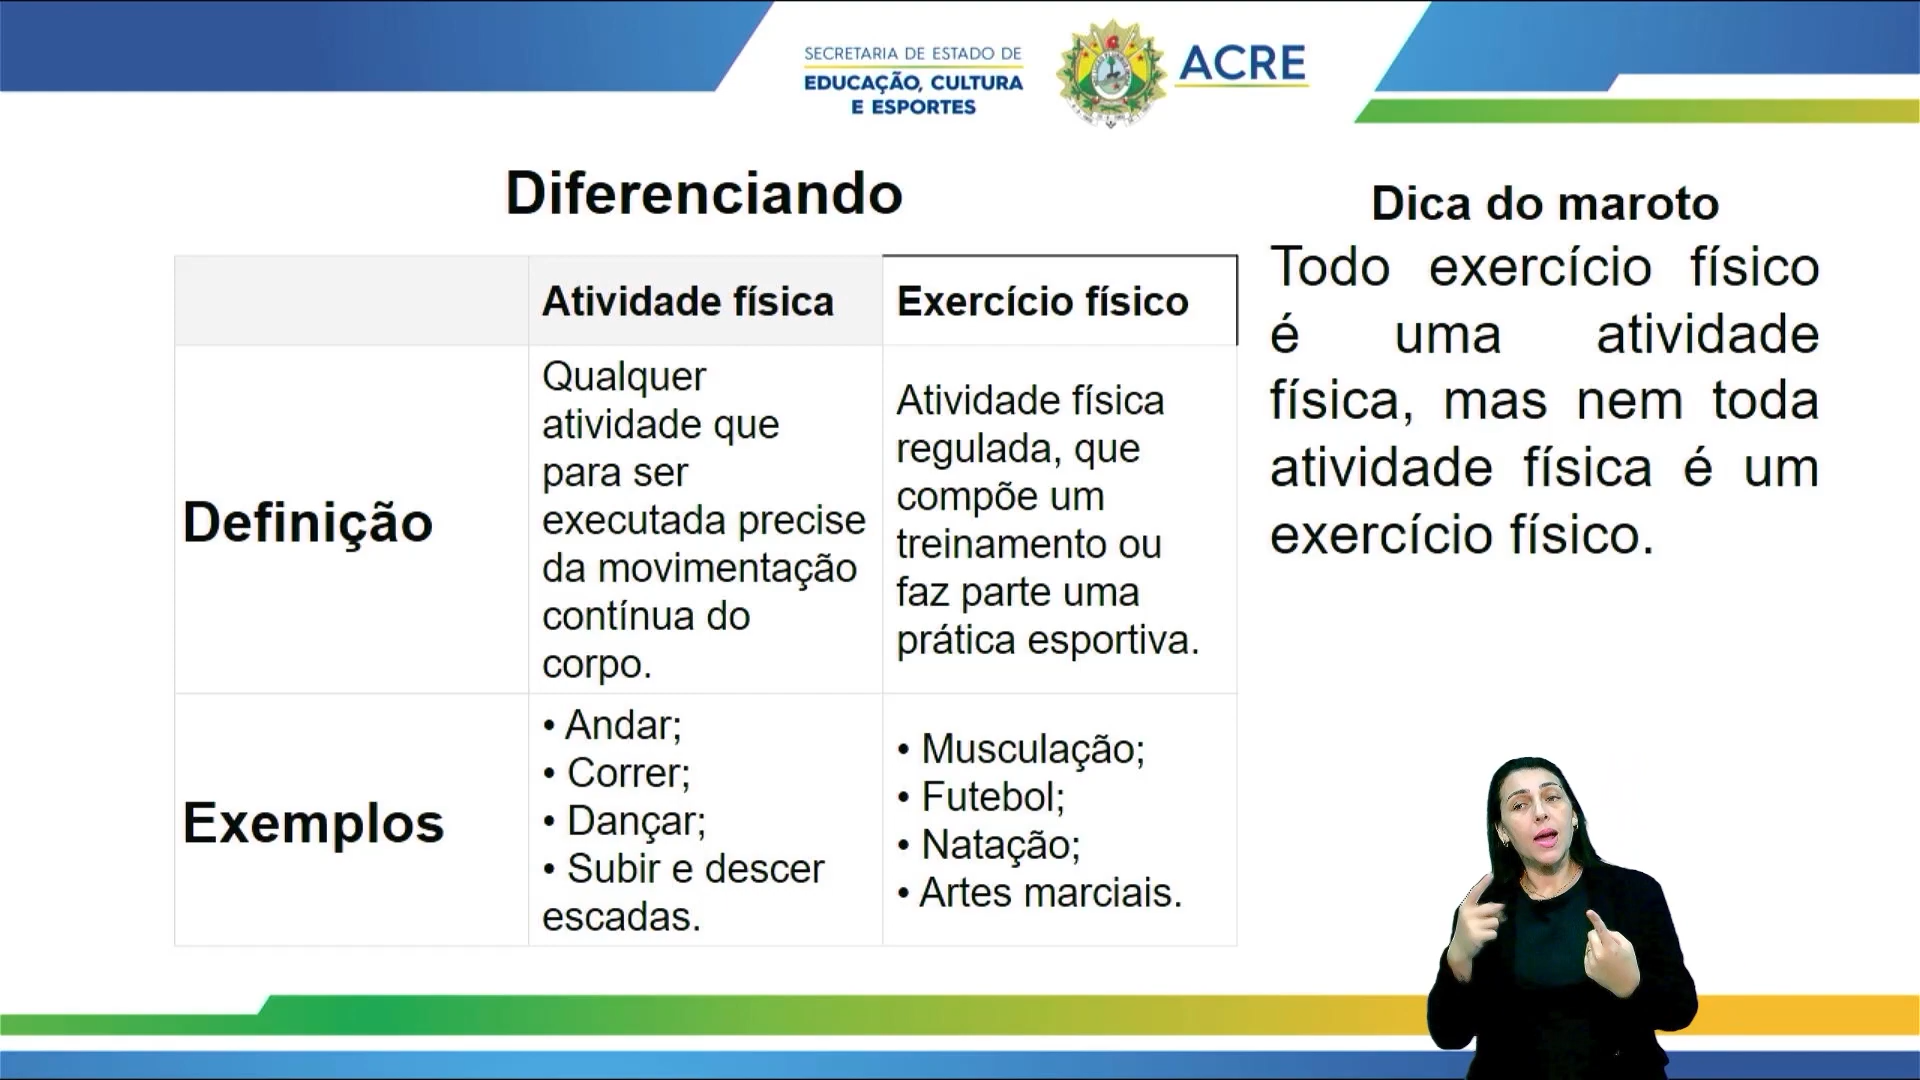 SECRETARIA DE ESTADO DE
EDUCAÇÃO, CULTURA
E ESPORTES
ACRE
Diferenciando
Atividade física
Exercício físico
Definição
Qualquer
atividade que
para ser
executada precise
da movimentação
contínua do
corpo.
Atividade física
regulada, que
compõe um
treinamento ou
faz parte uma
prática esportiva.
Exemplos
• Andar;
• Correr;
• Dançar;
• Subir e descer
escadas.
• Musculação;
• Futebol;
• Natação;
• Artes marciais.
Dica do maroto
Todo exercício físico
é uma atividade
física, mas nem toda
atividade física é um
exercício físico.